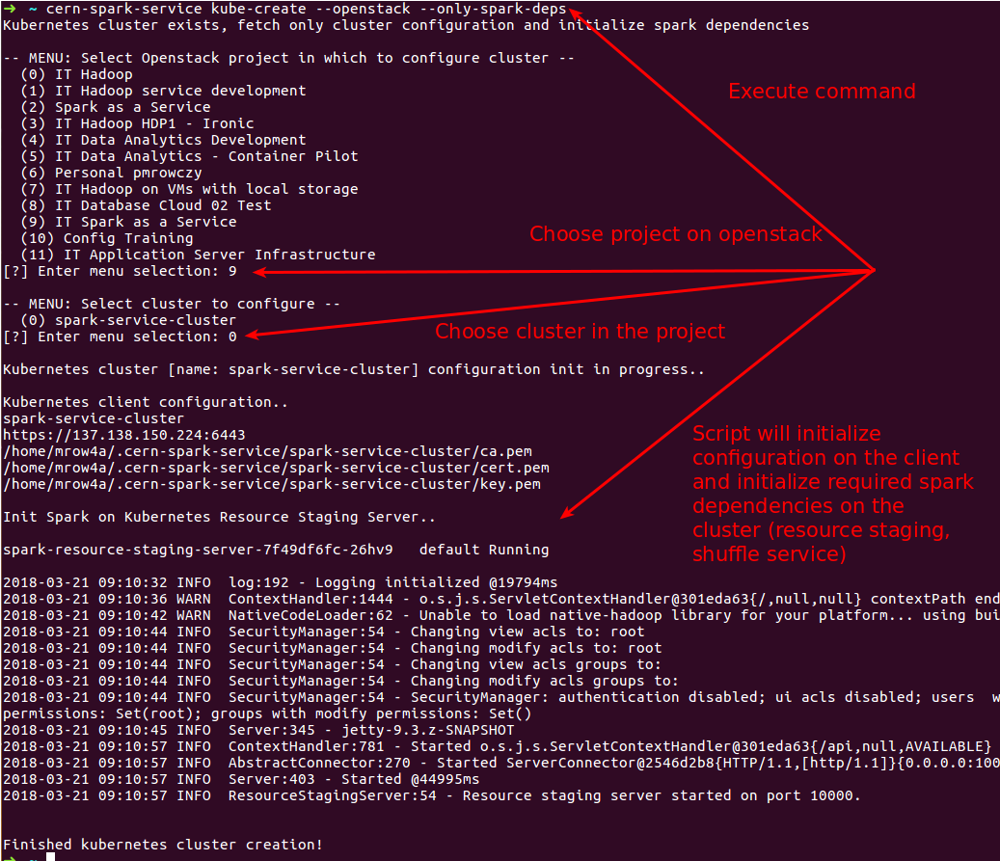 ➜ ~ cern-spark-service kube-create --openstack --only-spark-deps
Kubernetes cluster exists, fetch only cluster configuration and initialize spark dependencies
-- MENU: Select Openstack project in which to configure cluster --
(0) IT Hadoop
(1) IT Hadoop service development
(2) Spark as a Service
(3) IT Hadoop HDP1 - Ironic
(4) IT Data Analytics Development
(5) IT Data Analytics - Container Pilot
(6) Personal pmrowczy
(7) IT Hadoop on VMs with local storage
(8) IT Database Cloud 02 Test
(9) IT Spark as a Service
(10) Config Training
(11) IT Application Server Infrastructure
[?] Enter menu selection: 9
-- MENU: Select cluster to configure --
(0) spark-service-cluster
[?] Enter menu selection: 0
Kubernetes cluster [name: spark-service-cluster] configuration init in progress..
Kubernetes client configuration..
spark-service-cluster
https://137.138.150.224:6443
/home/mrow4a/.cern-spark-service/spark-service-cluster/ca.pem
/home/mrow4a/.cern-spark-service/spark-service-cluster/cert.pem
/home/mrow4a/.cern-spark-service/spark-service-cluster/key.pem
Init Spark on Kubernetes Resource Staging Server..
spark-resource-staging-server-7f49df6fc-26hv9 default Running
2018-03-21 09:10:32 INFO log:192 - Logging initialized @19794ms
2018-03-21 09:10:36 WARN ContextHandler:1444 - o.s.j.s.ServletContextHandler@301eda63{/,null,null} contextPath end
2018-03-21 09:10:42 WARN NativeCodeLoader:62 - Unable to load native-hadoop library for your platform... using bui
2018-03-21 09:10:44 INFO SecurityManager:54 - Changing view acls to: root
2018-03-21 09:10:44 INFO SecurityManager:54 - Changing modify acls to: root
2018-03-21 09:10:44 INFO SecurityManager:54 - Changing view acls groups to:
2018-03-21 09:10:44 INFO SecurityManager:54 - Changing modify acls groups to:
2018-03-21 09:10:44 INFO SecurityManager:54 - SecurityManager: authentication disabled; ui acls disabled; users w
permissions: Set(root); groups with modify permissions: Set()
2018-03-21 09:10:45 INFO Server:345 - jetty-9.3.z-SNAPSHOT
2018-03-21 09:10:57 INFO ContextHandler:781 - Started o.s.j.s.ServletContextHandler@301eda63{/api,null,AVAILABLE}
2018-03-21 09:10:57 INFO AbstractConnector:270 - Started ServerConnector@2546d2b8{HTTP/1.1,[http/1.1]}{0.0.0.0:100
2018-03-21 09:10:57 INFO Server:403 - Started @44995ms
2018-03-21 09:10:57 INFO ResourceStagingServer:54 - Resource staging server started on port 10000.
Finished kubernetes cluster creation!
➜ ~
Execute command
Choose project on openstack
Choose cluster in the project
Script will initialize
configuration on the client
and initialize required spark
dependencies on the
cluster (resource staging,
shuffle service)